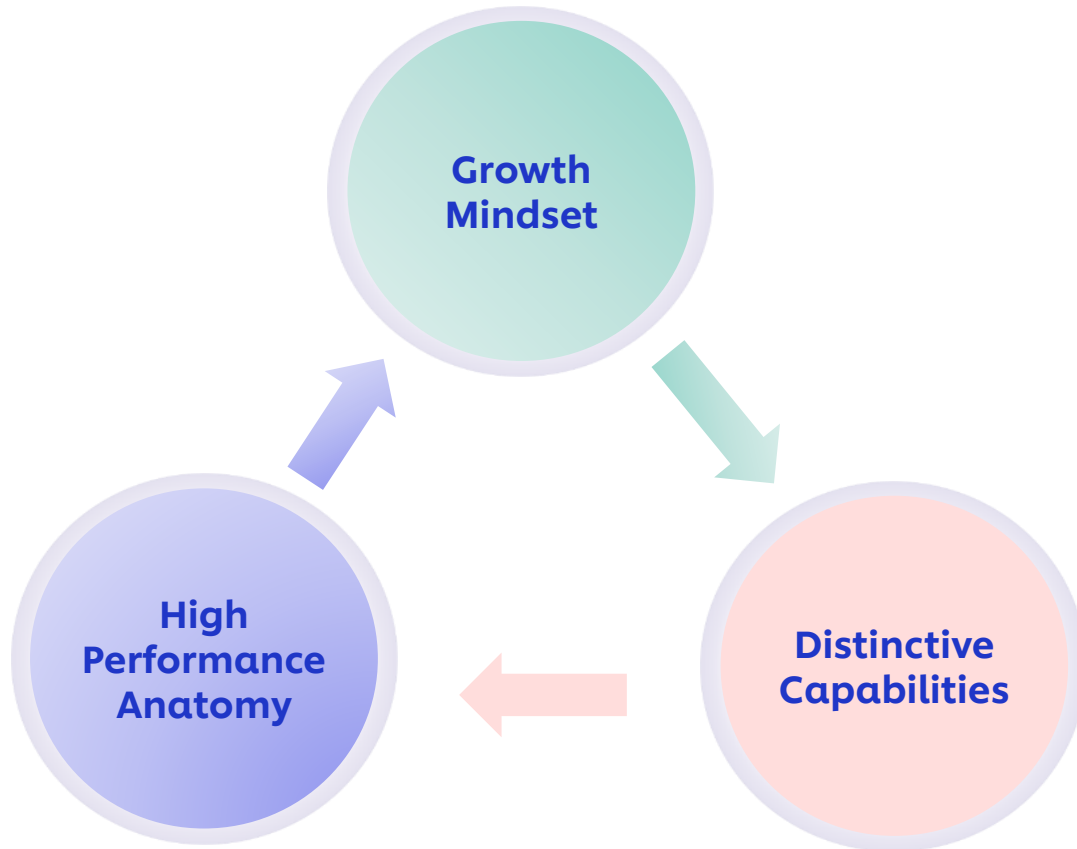 Growth
Mindset
High
Performance
Anatomy
Distinctive
Capabilities